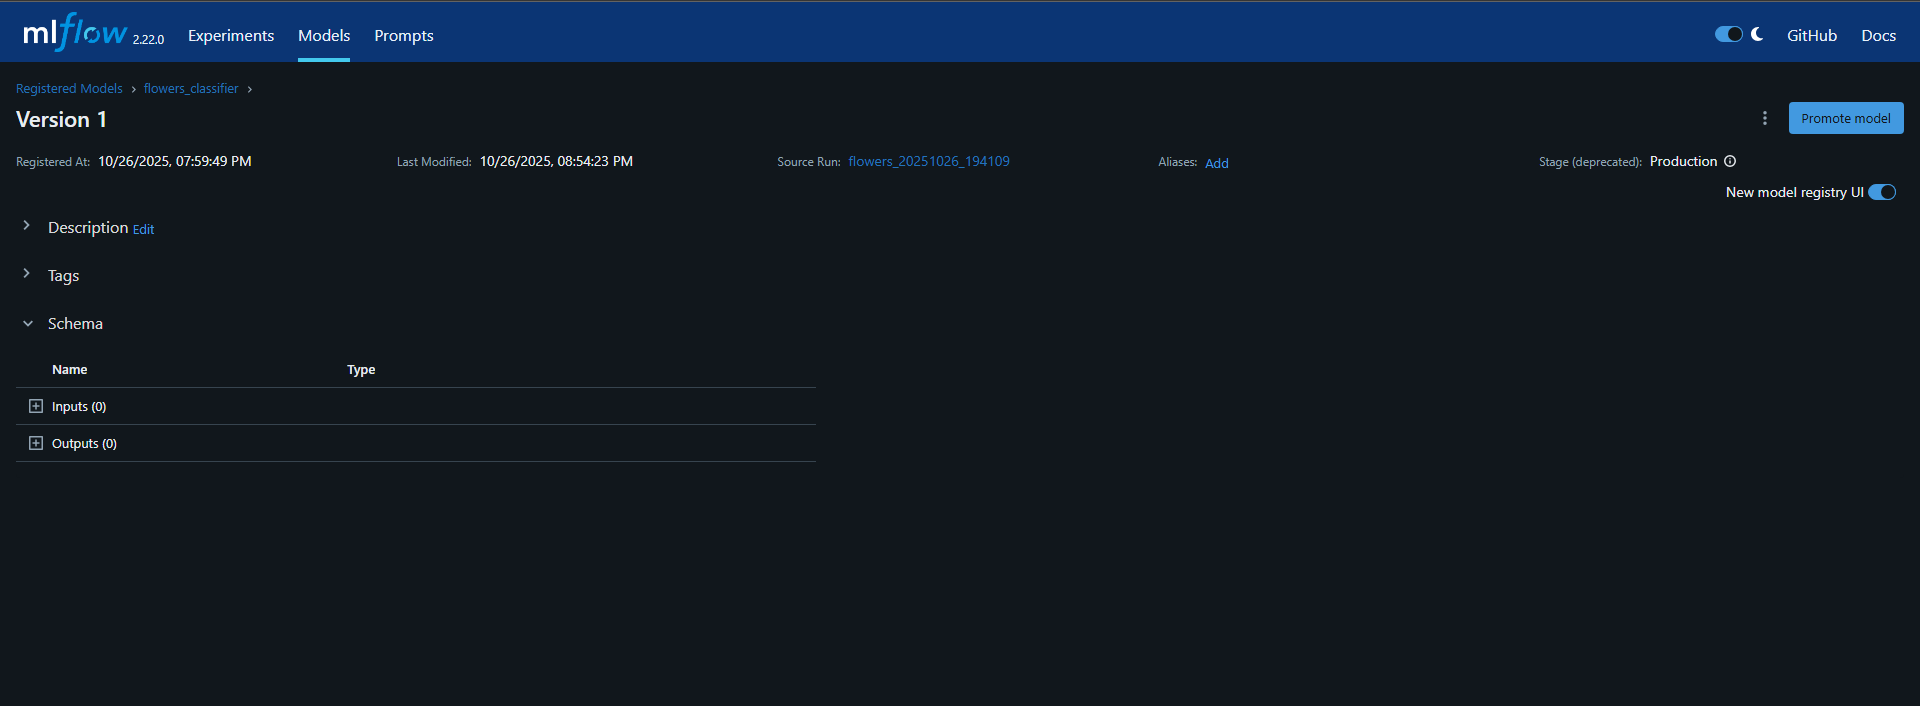 mlflow 2.22.0 Experiments Models Prompts GitHub Docs
Registered Models › flowers_classifier ›
Version 1
Promote model
Registered At: 10/26/2025, 07:59:49 PM Last Modified: 10/26/2025, 08:54:23 PM Source Run: flowers_20251026_194109 Aliases: Add Stage (deprecated): Production
New model registry UI
Description Edit
Tags
Schema
Name Type
Inputs (0)
Outputs (0)